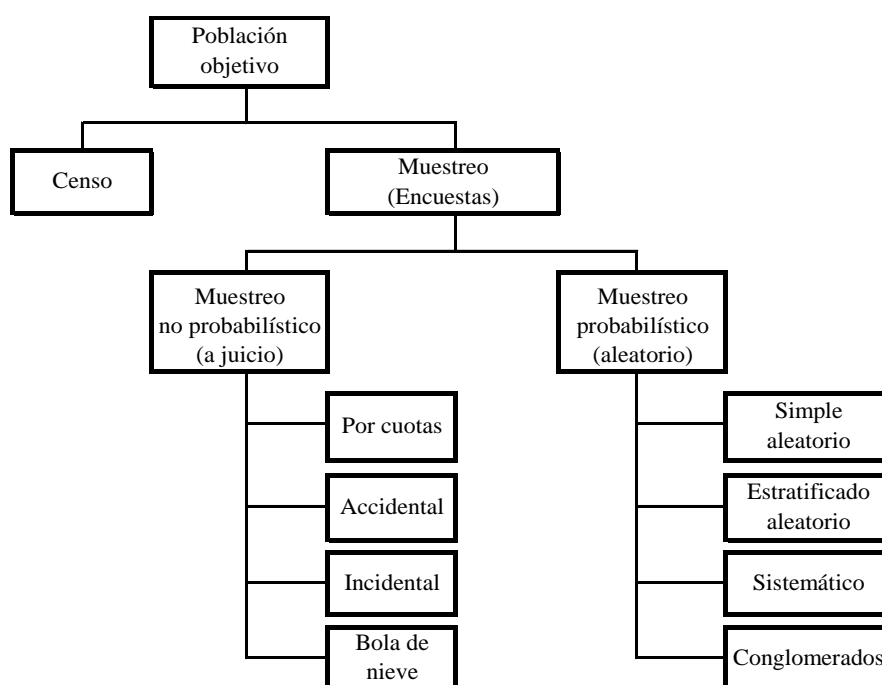 Población
objetivo
Censo
Muestreo
(Encuestas)
Muestreo
no probabilístico
(a juicio)
Muestreo
probabilístico
(aleatorio)
Por cuotas
Accidental
Incidental
Bola de
nieve
Simple
aleatorio
Estratificado
aleatorio
Sistemático
Conglomerados